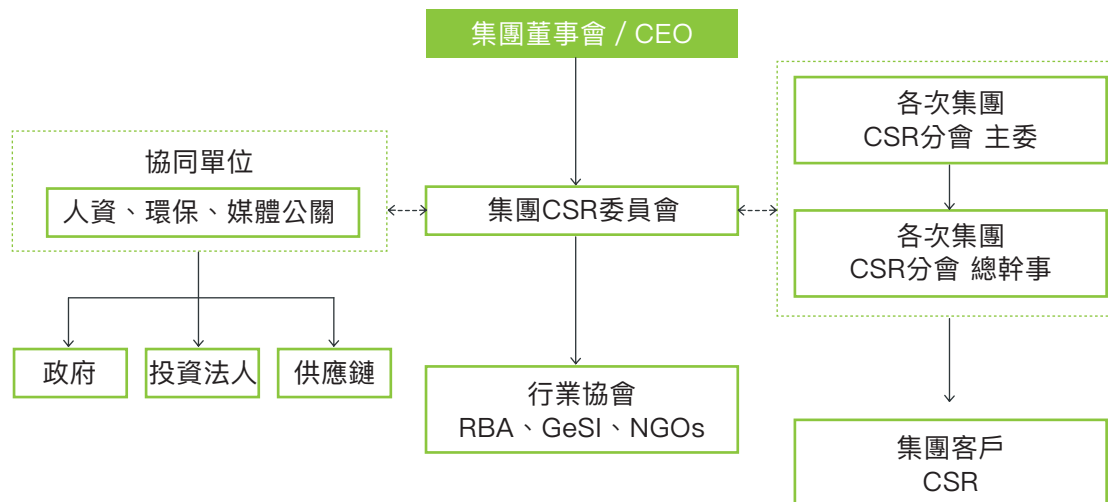 集團董事會 / CEO
協同單位
人資、環保、媒體公關
政府
投資法人
供應鏈
集團CSR委員會
行業協會
RBA、GeSI、NGOs
各次集團
CSR分會 主委
各次集團
CSR分會 總幹事
集團客戶
CSR